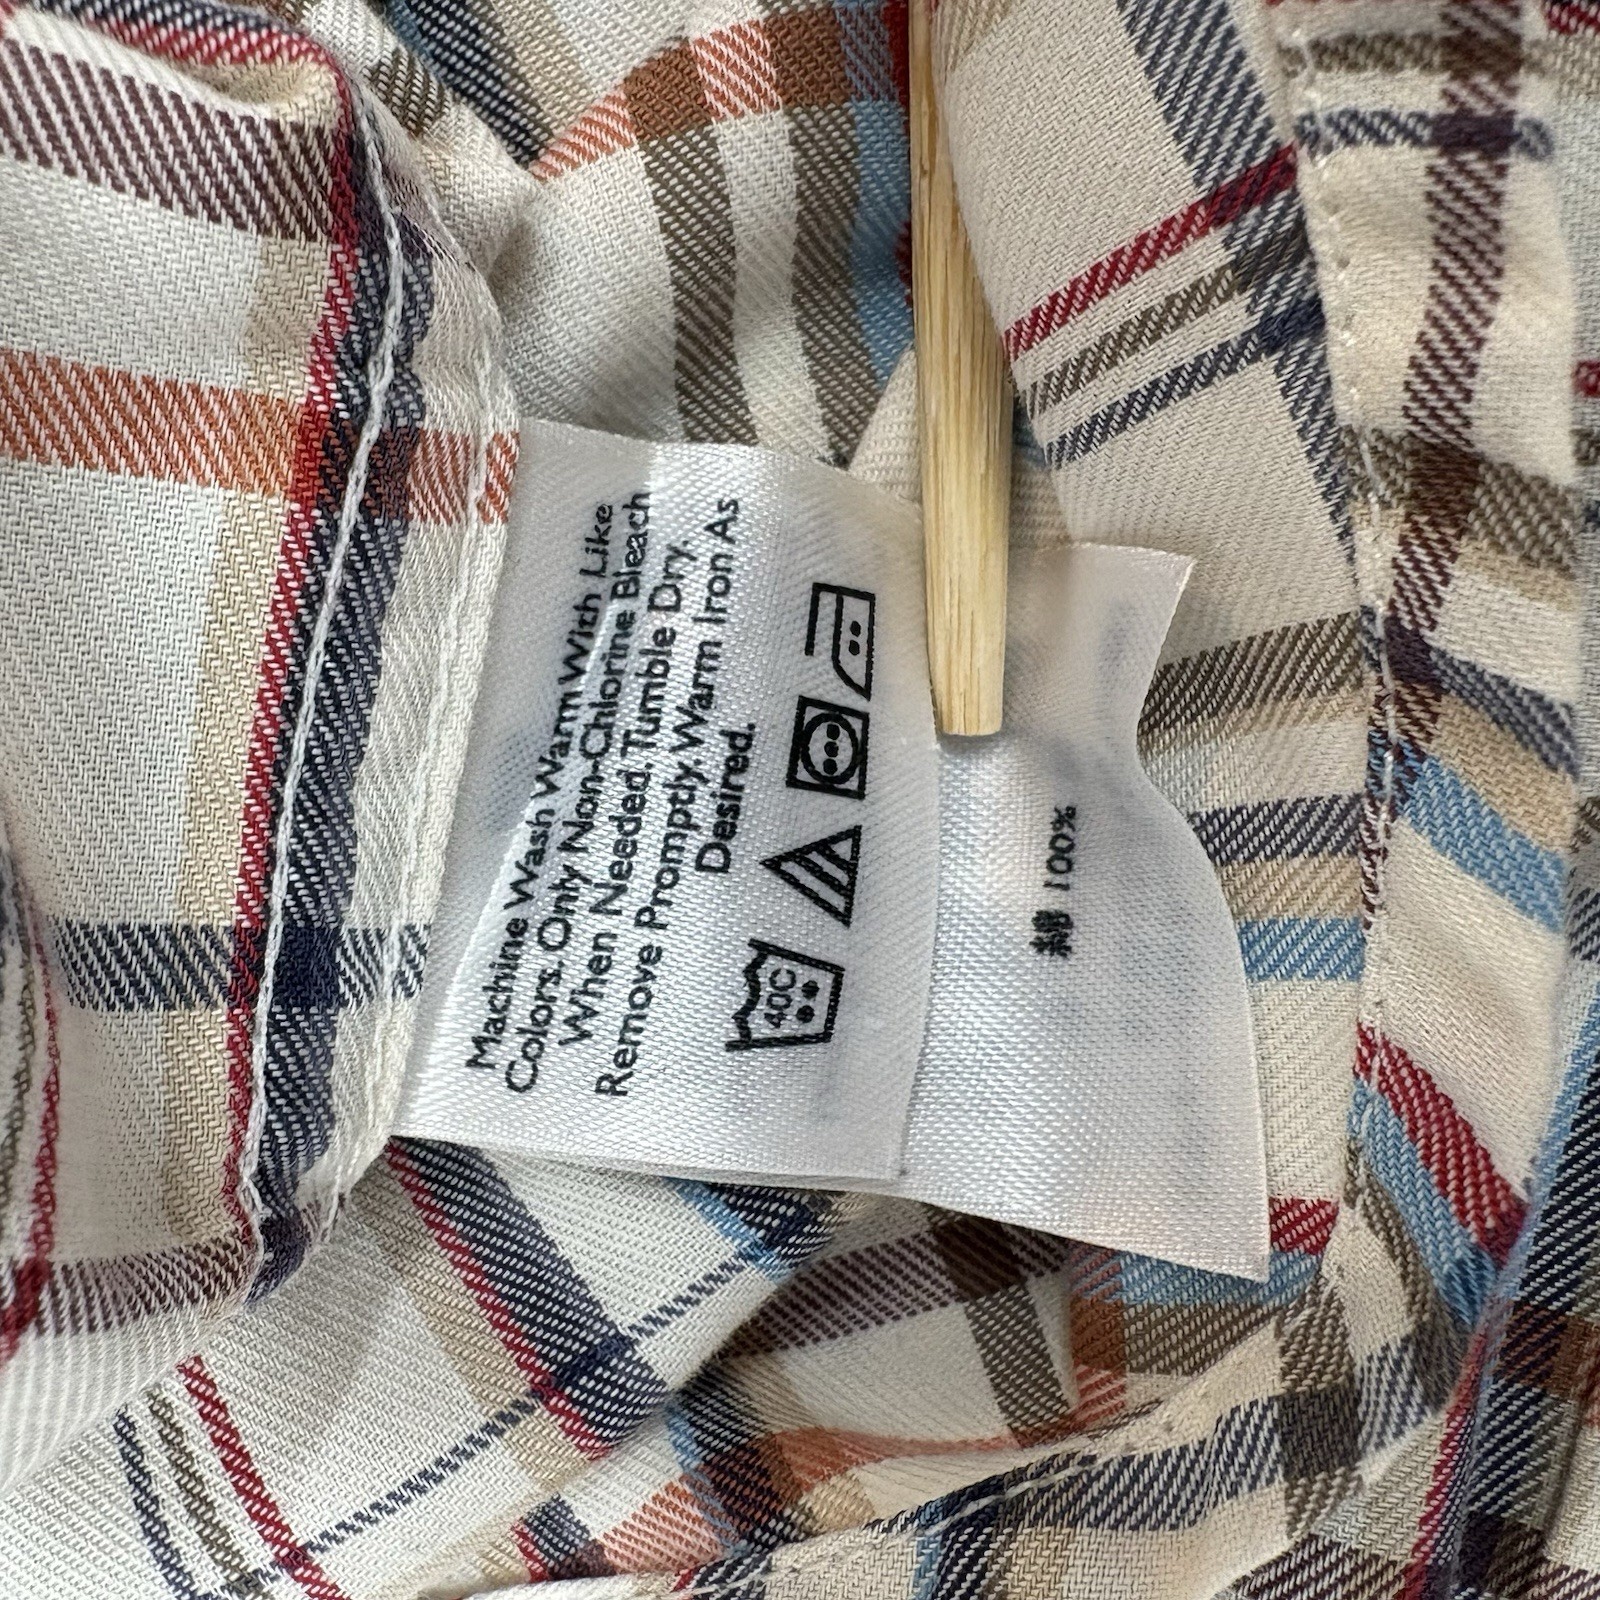 Machine Wash Warm With Like
Colors. Only Non-Chlorine Bleach
When Needed. Tumble Dry.
Remove Promptly. Warm Iron As
Desired.
40C
綿 100%